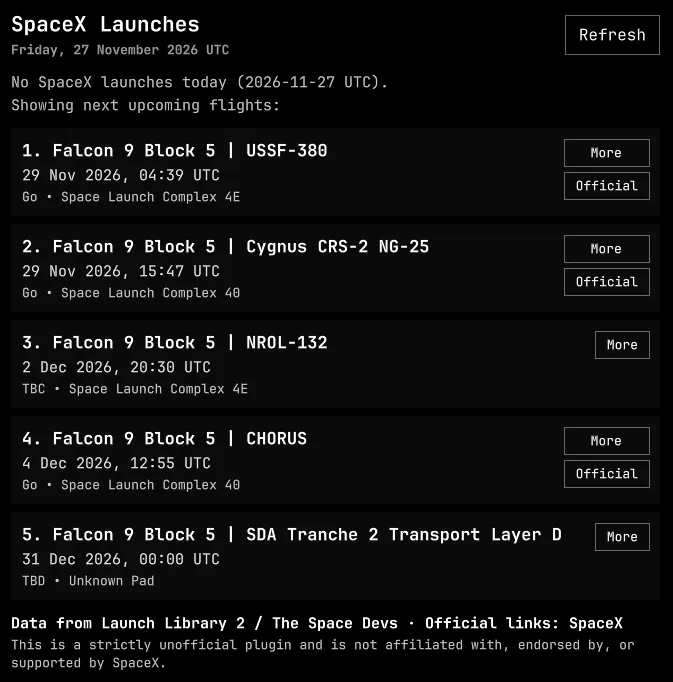 SpaceX Launches
Friday, 27 November 2026 UTC
Refresh
No SpaceX launches today (2026-11-27 UTC).
Showing next upcoming flights:
1. Falcon 9 Block 5 | USSF-380
29 Nov 2026, 04:39 UTC
Go • Space Launch Complex 4E
More
Official
2. Falcon 9 Block 5 | Cygnus CRS-2 NG-25
29 Nov 2026, 15:47 UTC
Go • Space Launch Complex 40
More
Official
3. Falcon 9 Block 5 | NROL-132
2 Dec 2026, 20:30 UTC
TBC • Space Launch Complex 4E
More
4. Falcon 9 Block 5 | CHORUS
4 Dec 2026, 12:55 UTC
Go • Space Launch Complex 40
More
Official
5. Falcon 9 Block 5 | SDA Tranche 2 Transport Layer D
31 Dec 2026, 00:00 UTC
TBD • Unknown Pad
More
Data from Launch Library 2 / The Space Devs · Official links: SpaceX
This is a strictly unofficial plugin and is not affiliated with, endorsed by, or
supported by SpaceX.